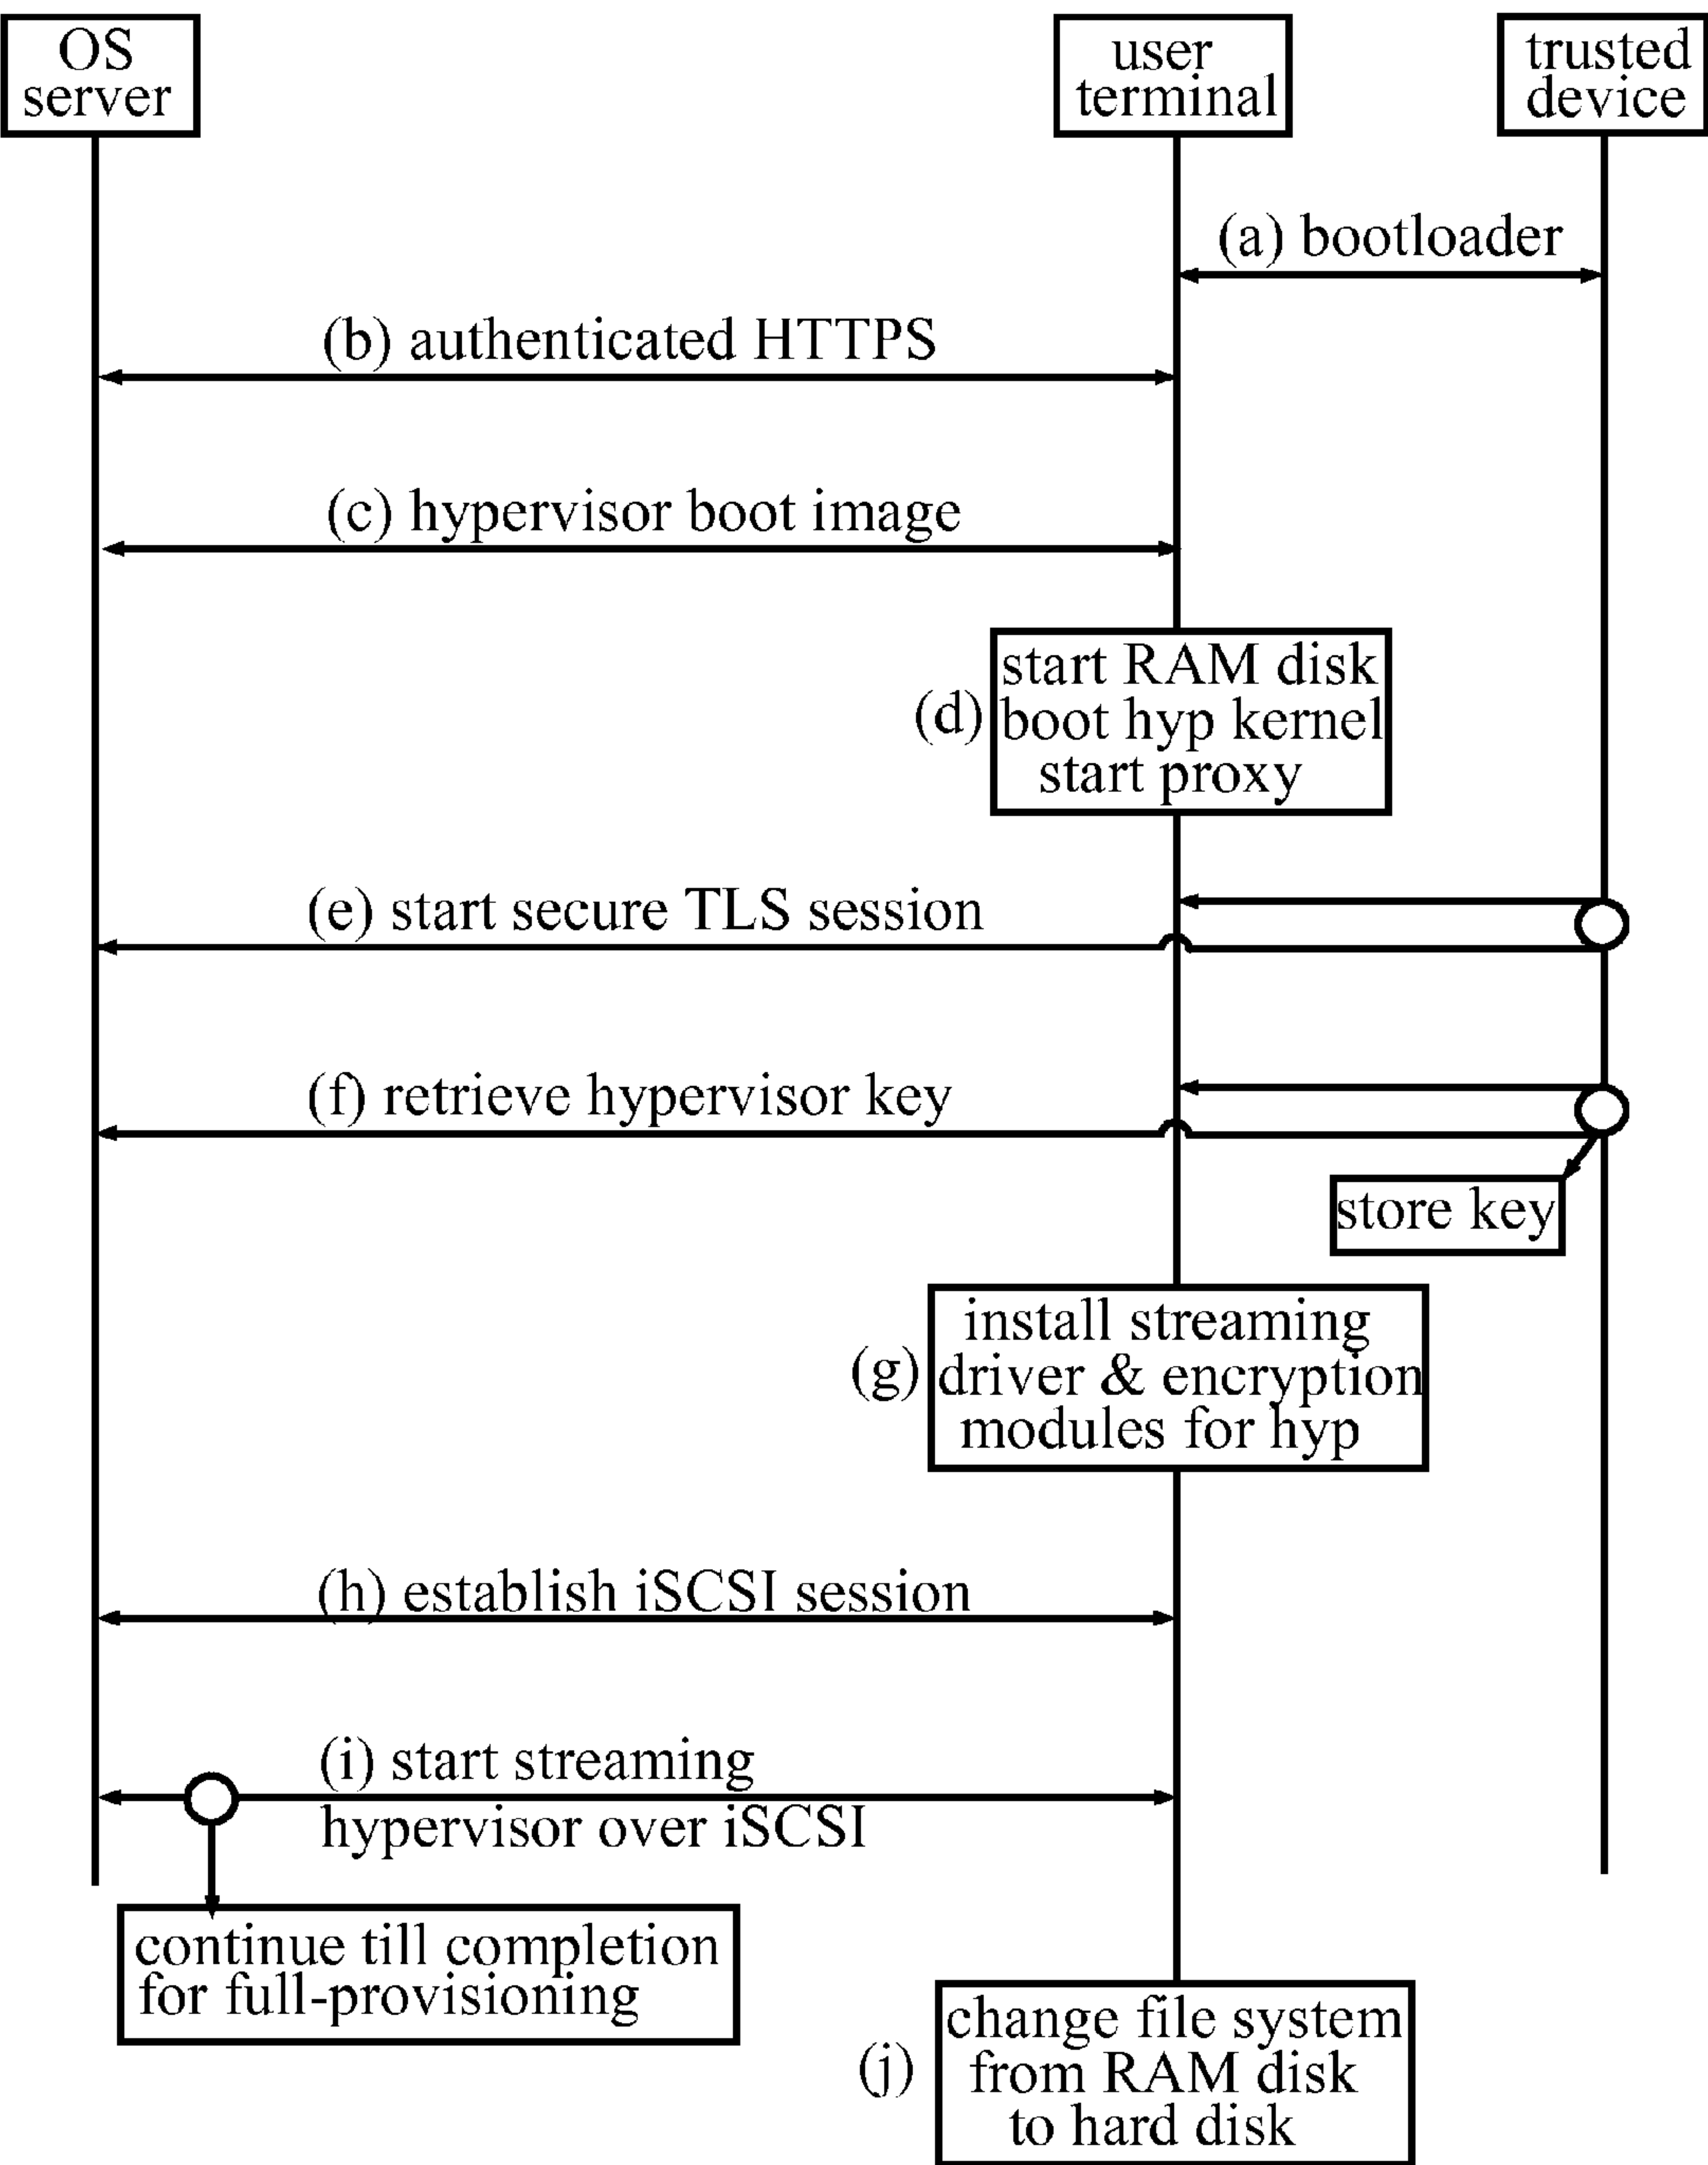 OS
server
user
terminal
trusted
device
(a) bootloader
(b) authenticated HTTPS
(c) hypervisor boot image
(d)
start RAM disk
boot hyp kernel
start proxy
(e) start secure TLS session
(f) retrieve hypervisor key
store key
(g)
install streaming
driver & encryption
modules for hyp
(h) establish iSCSI session
(i) start streaming
hypervisor over iSCSI
continue till completion
for full-provisioning
(j)
change file system
from RAM disk
to hard disk